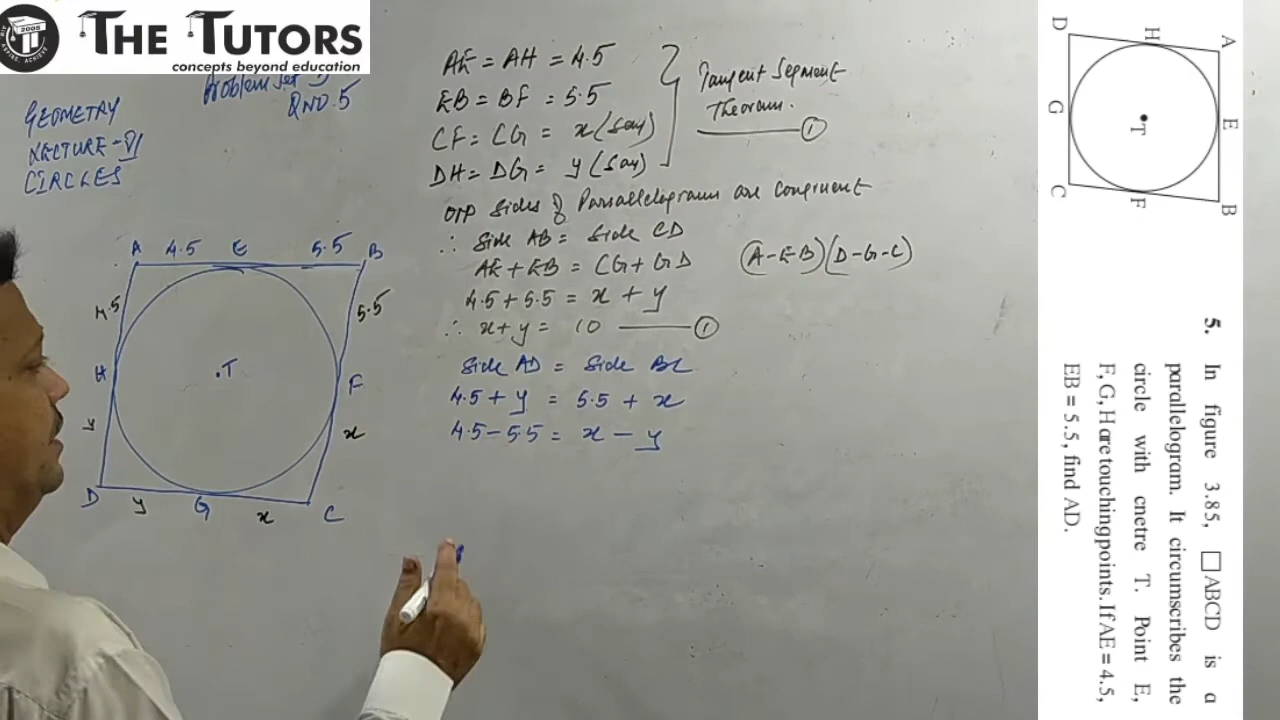 THE TUTORS
concepts beyond education
2005
Problem set
QNO. 5
GEOMETRY
LECTURE - VI
CIRCLES
A 4.5 E 5.5 B
4.5
5.5
H
.T
F
y
x
D y G x C
AE = AH = 4.5
EB = BF = 5.5
CF = CG = x (say)
DH = DG = y (say)
Tangent Segment
Theoram.
①
opp sides of Parallelogram are congruent
∴ Side AB = Side CD
AE + EB = CG + GD (A-E-B) (D-G-C)
4.5 + 5.5 = x + y
∴ x + y = 10 ①
Side AD = Side BC
4.5 + y = 5.5 + x
4.5 - 5.5 = x - y
D H A
G T E
C F B
5. In figure 3.85, □ABCD is a
parallelogram. It circumscribes the
circle with cnetre T. Point E,
F, G, H are touching points. If AE = 4.5,
EB = 5.5, find AD.